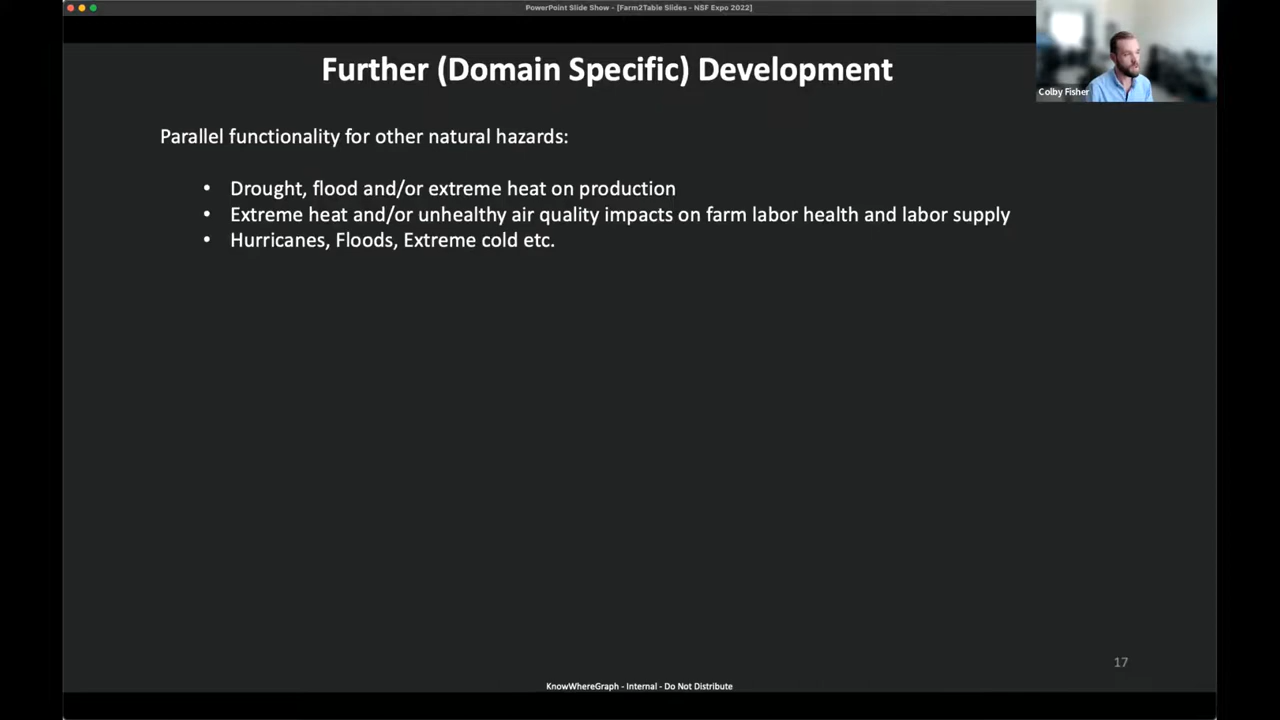 PowerPoint Slide Show - [Farm2Table Slides - NSF Expo 2022]
Further (Domain Specific) Development
Colby Fisher
Parallel functionality for other natural hazards:
• Drought, flood and/or extreme heat on production
• Extreme heat and/or unhealthy air quality impacts on farm labor health and labor supply
• Hurricanes, Floods, Extreme cold etc.
17
KnowWhereGraph - Internal - Do Not Distribute